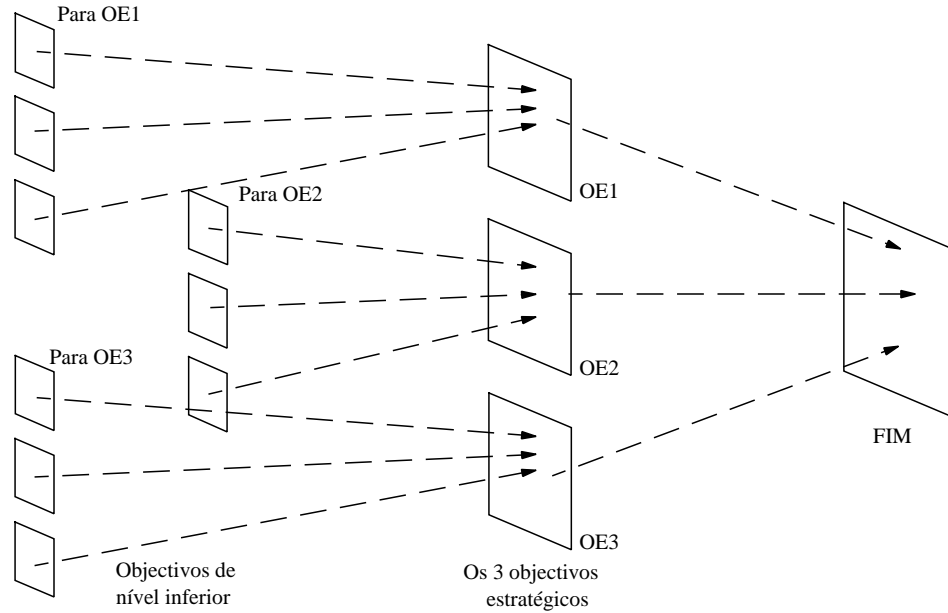 Para OE1
OE1
Para OE2
Para OE3
OE2
FIM
OE3
Objectivos de
nível inferior
Os 3 objectivos
estratégicos